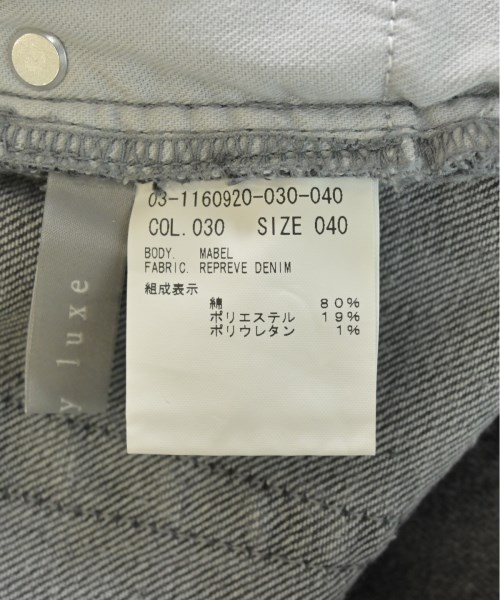 03-1160920-030-040
COL.030 SIZE 040
BODY. MABEL
FABRIC. REPREVE DENIM
組成表示
綿 80%
ポリエステル 19%
ポリウレタン 1%
y luxe